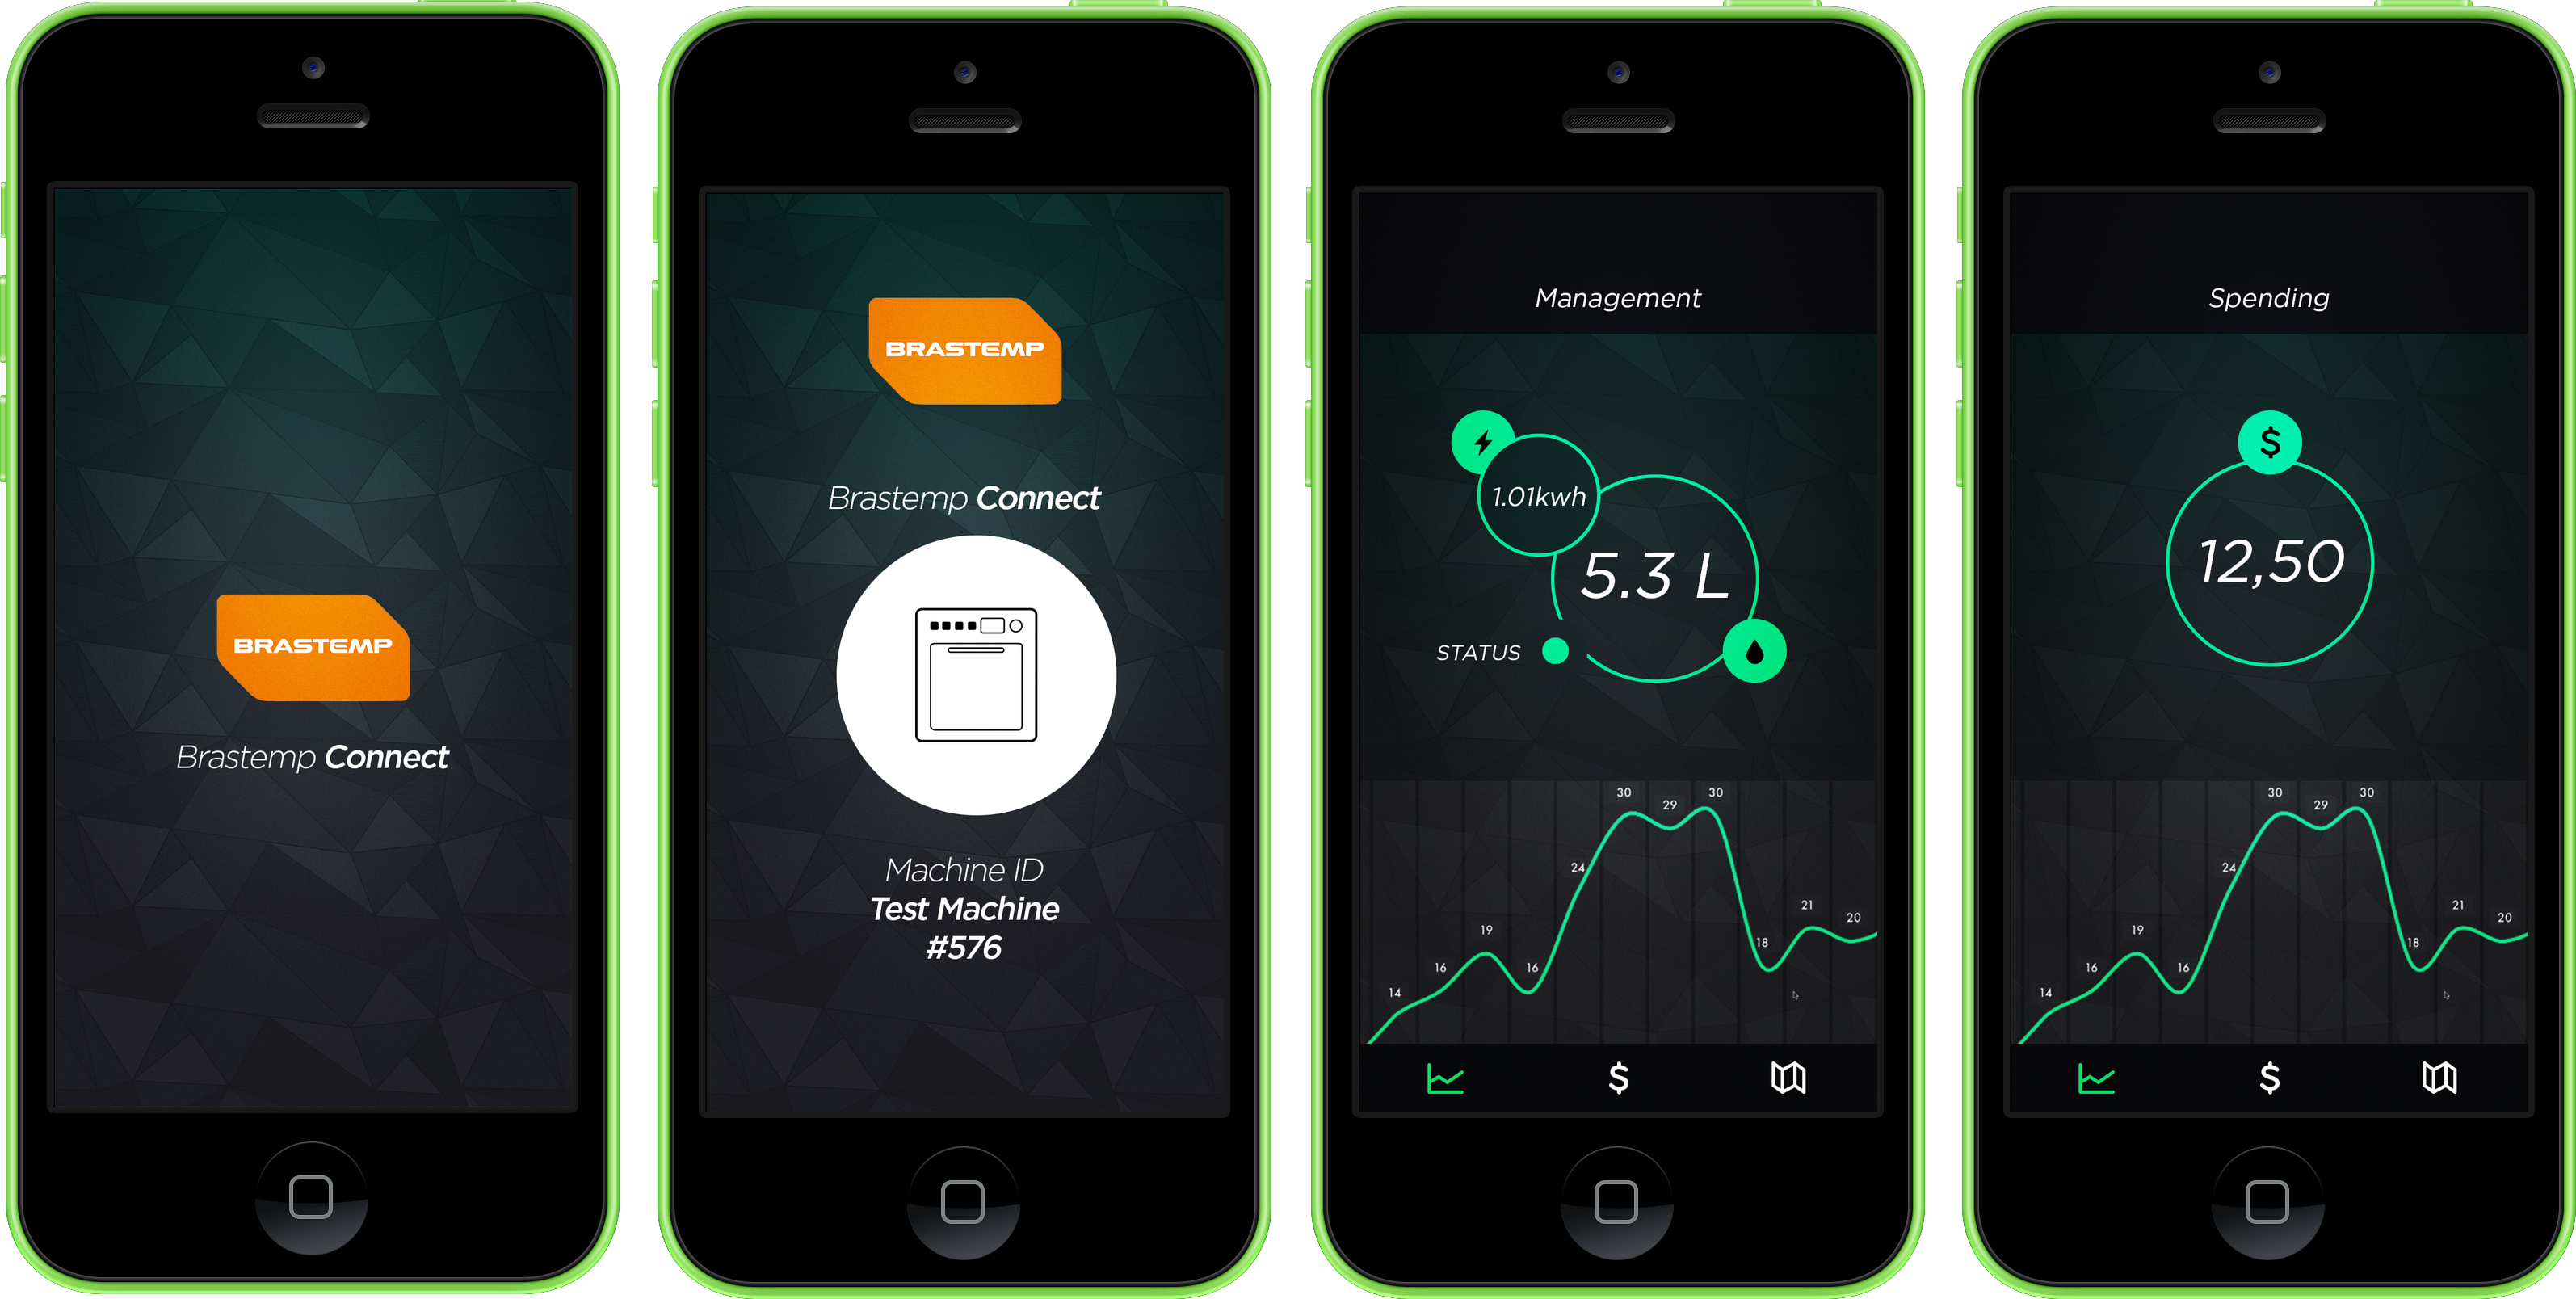 BRASTEMP
Brastemp Connect
BRASTEMP
Brastemp Connect
Machine ID
Test Machine
#576
Management
1.01kwh
5.3 L
STATUS
30
29
30
24
21
20
19
18
16
16
14
Spending
$
12,50
30
29
30
24
21
20
19
18
16
16
14
$
$